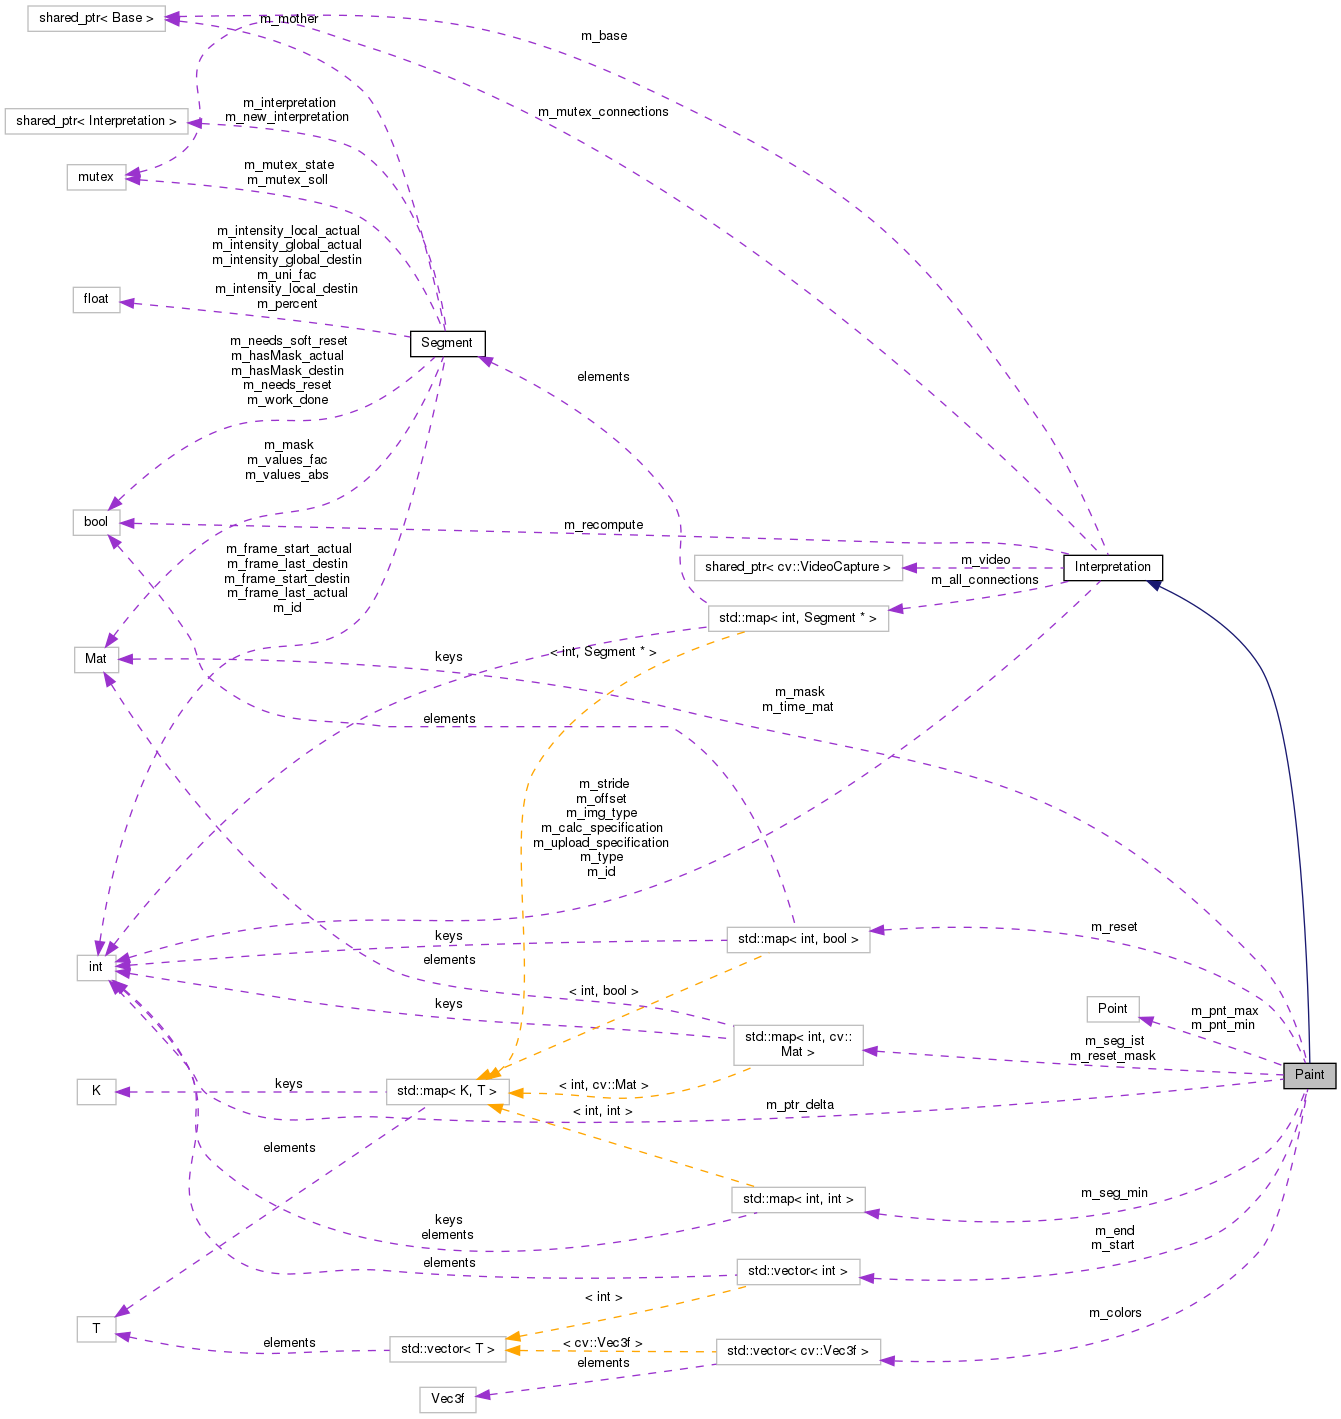 shared_ptr< Base >
m_mother
m_base
shared_ptr< Interpretation >
m_interpretation
m_new_interpretation
m_mutex_connections
mutex
m_mutex_state
m_mutex_soll
float
m_intensity_local_actual
m_intensity_global_actual
m_intensity_global_destin
m_uni_fac
m_intensity_local_destin
m_percent
Segment
m_needs_soft_reset
m_hasMask_actual
m_hasMask_destin
m_needs_reset
m_work_done
elements
m_mask
m_values_fac
m_values_abs
bool
m_recompute
m_frame_start_actual
m_frame_last_destin
m_frame_start_destin
m_frame_last_actual
m_id
shared_ptr< cv::VideoCapture >
m_video
m_all_connections
Interpretation
std::map< int, Segment * >
Mat
keys
< int, Segment * >
m_mask
m_time_mat
elements
m_stride
m_offset
m_img_type
m_calc_specification
m_upload_specification
m_type
m_id
int
keys
elements
std::map< int, bool >
m_reset
< int, bool >
keys
Point
m_pnt_max
m_pnt_min
std::map< int, cv::
Mat >
m_seg_ist
m_reset_mask
Paint
K
keys
std::map< K, T >
< int, cv::Mat >
< int, int >
m_ptr_delta
elements
std::map< int, int >
m_seg_min
keys
elements
m_end
m_start
elements
std::vector< int >
< int >
m_colors
T
elements
std::vector< T >
< cv::Vec3f >
elements
std::vector< cv::Vec3f >
Vec3f